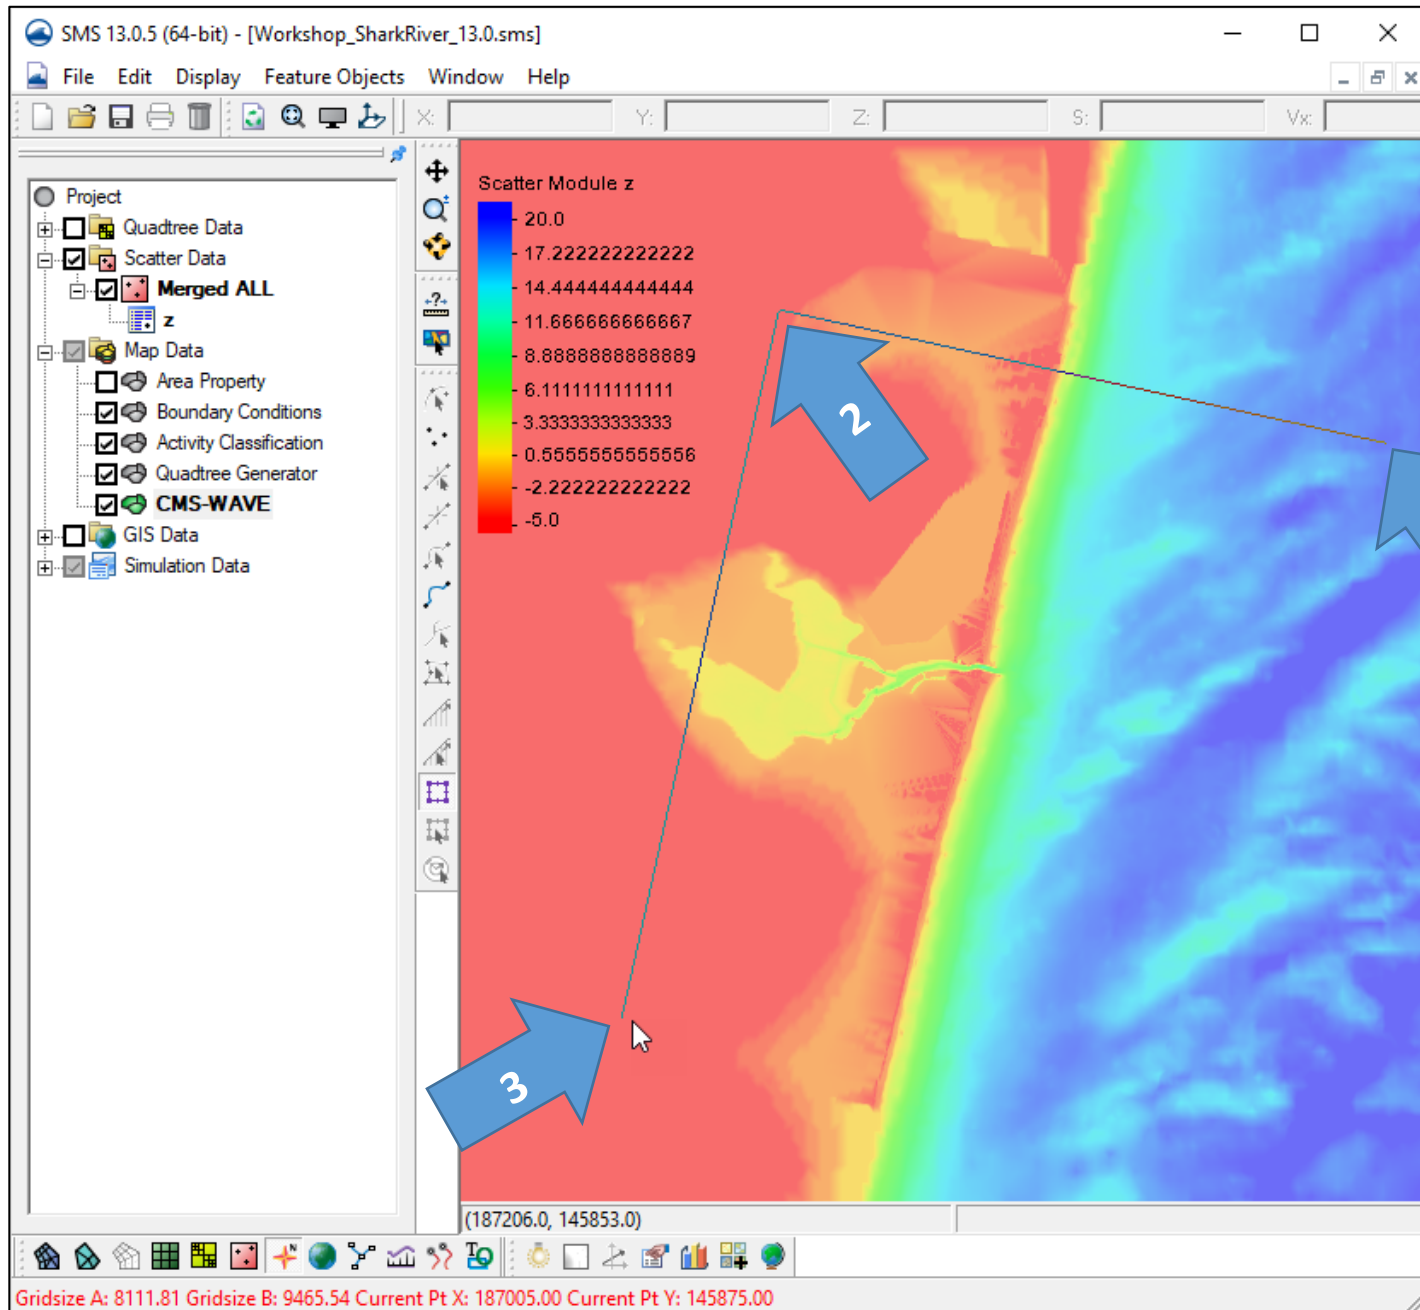 SMS 13.0.5 (64-bit) - [Workshop_SharkRiver_13.0.sms]
File Edit Display Feature Objects Window Help
X: Y: Z: S: Vx:
Project
Quadtree Data
Scatter Data
Merged ALL
z
Map Data
Area Property
Boundary Conditions
Activity Classification
Quadtree Generator
CMS-WAVE
GIS Data
Simulation Data
Scatter Module z
20.0
17.222222222222
14.444444444444
11.666666666667
8.8888888888889
6.1111111111111
3.3333333333333
0.5555555555556
-2.222222222222
-5.0
2
3
(187206.0, 145853.0)
Gridsize A: 8111.81 Gridsize B: 9465.54 Current Pt X: 187005.00 Current Pt Y: 145875.00